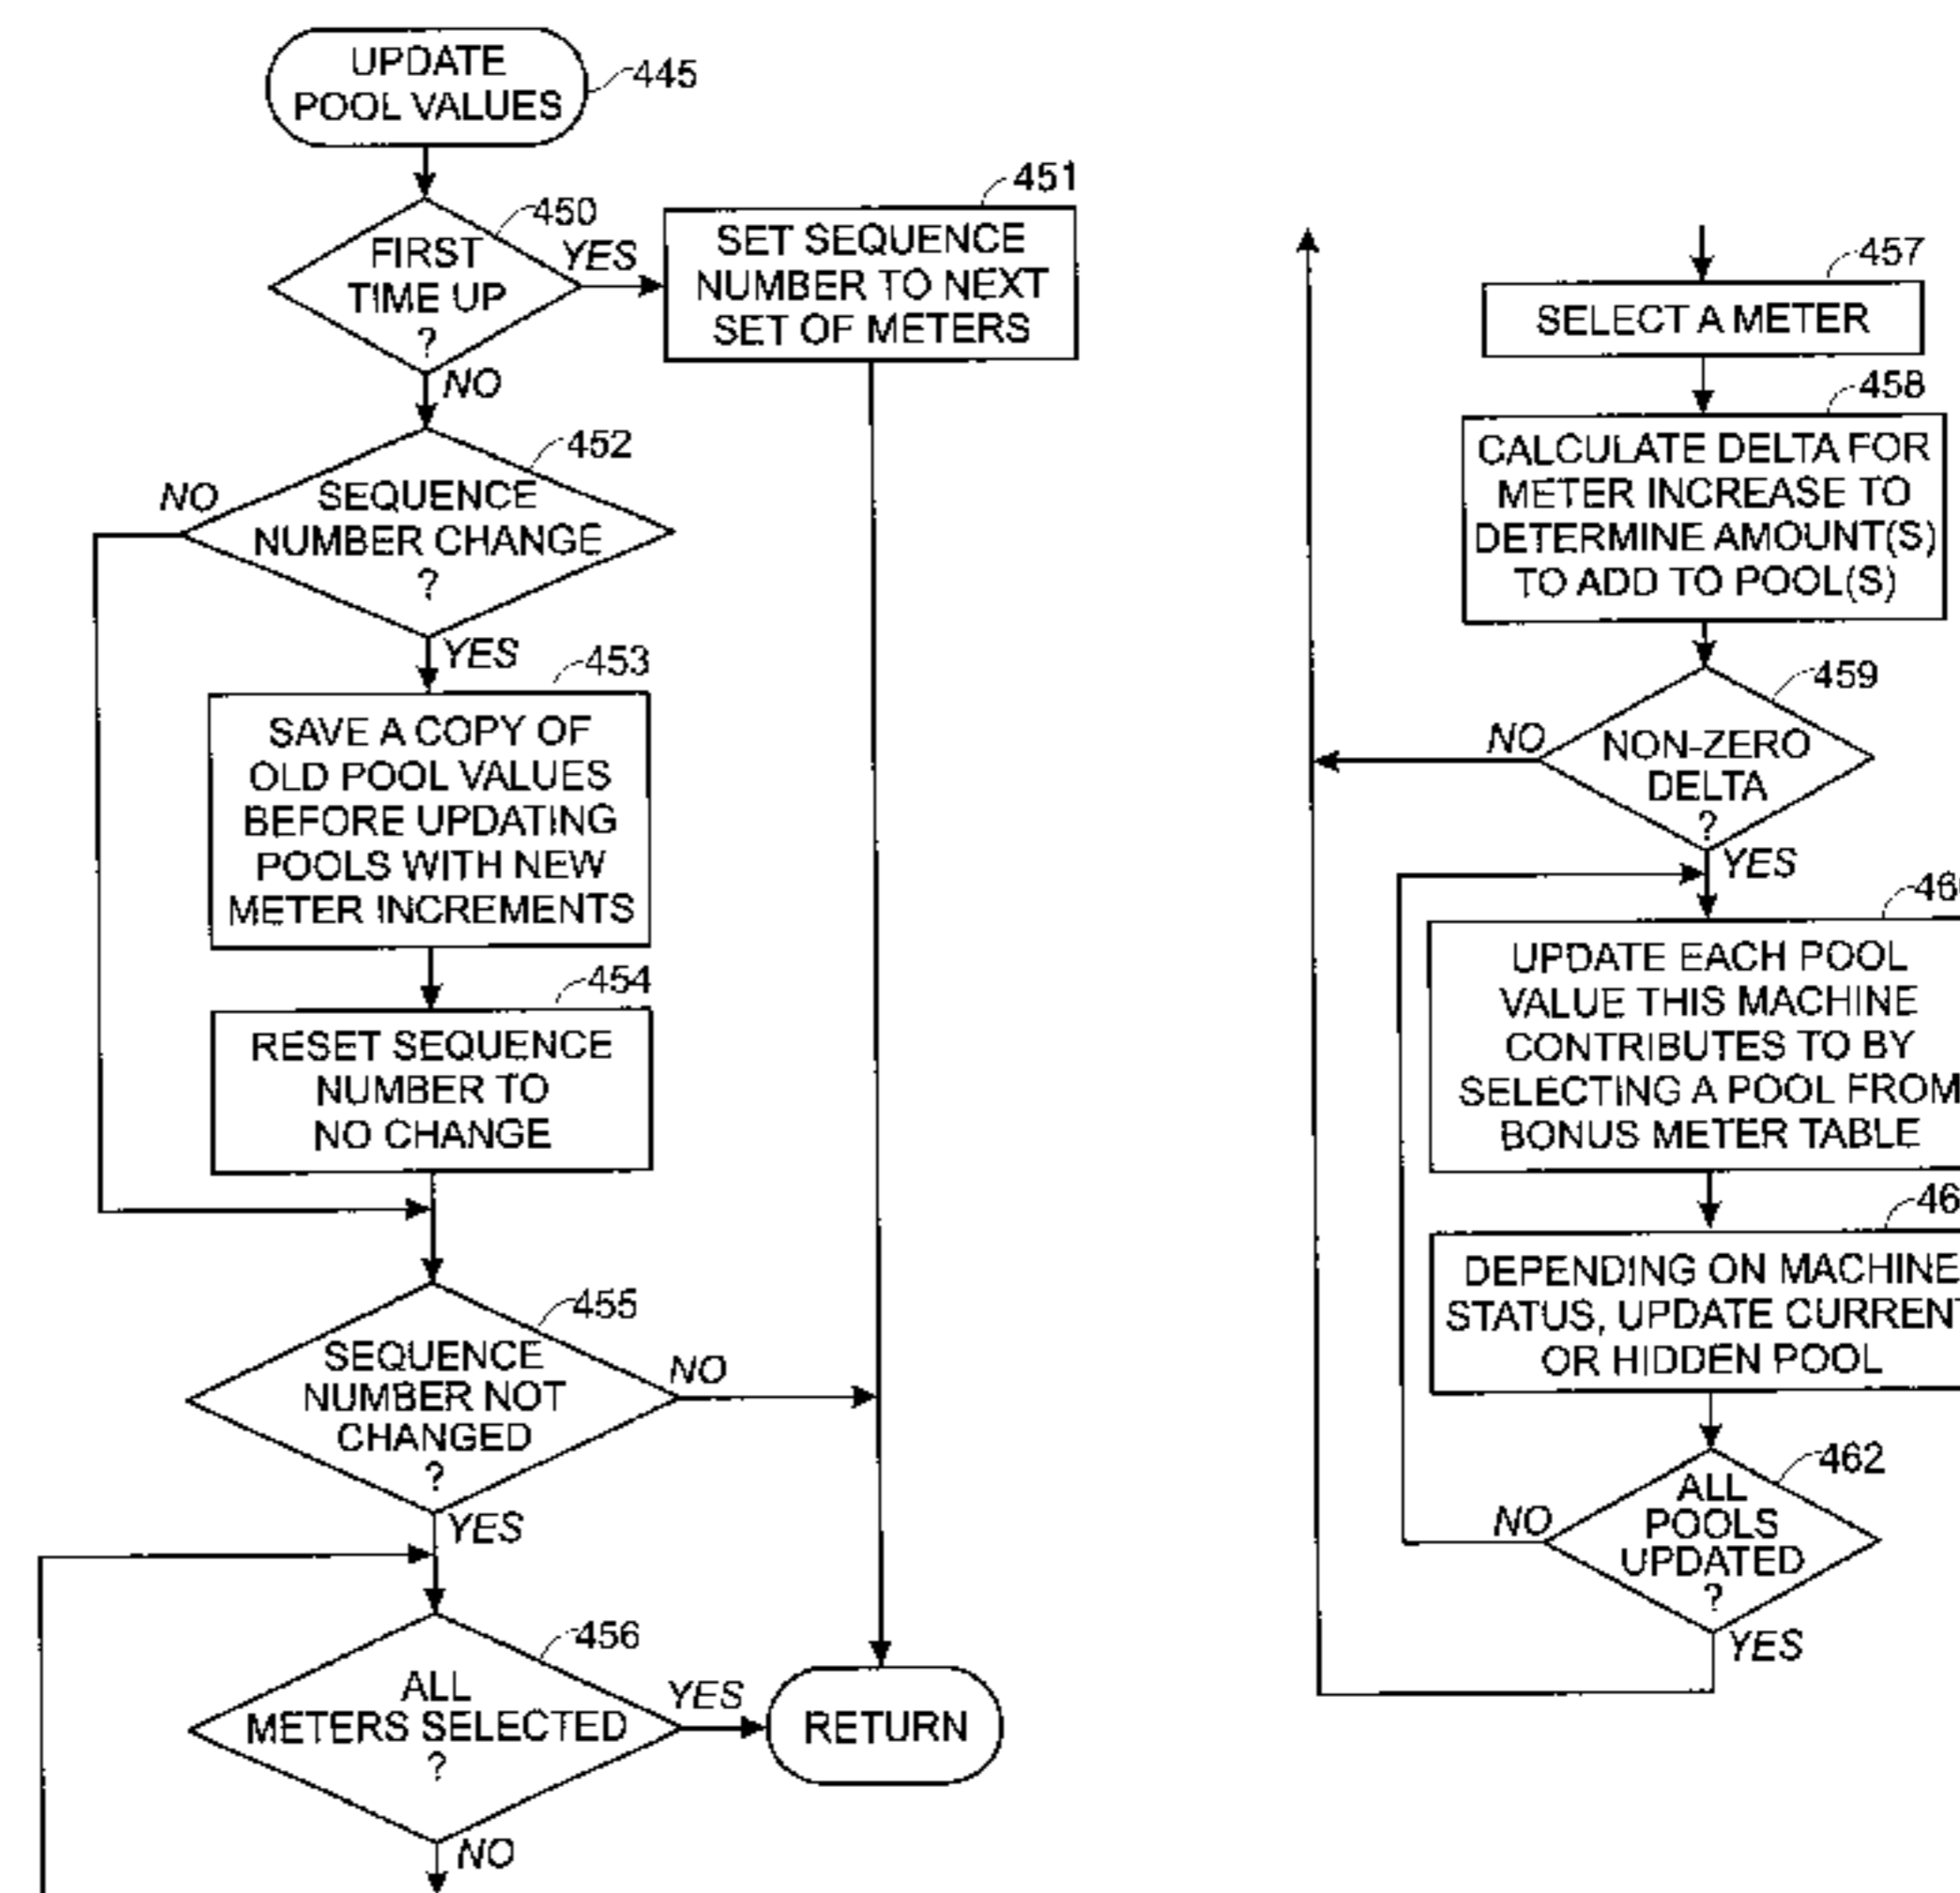 UPDATE
POOL VALUES
445
450
FIRST
TIME UP
?
YES
NO
451
SET SEQUENCE
NUMBER TO NEXT
SET OF METERS
452
NO
SEQUENCE
NUMBER CHANGE
?
YES
453
SAVE A COPY OF
OLD POOL VALUES
BEFORE UPDATING
POOLS WITH NEW
METER INCREMENTS
454
RESET SEQUENCE
NUMBER TO
NO CHANGE
455
SEQUENCE
NUMBER NOT
CHANGED
?
NO
YES
456
ALL
METERS SELECTED
?
YES
NO
RETURN
457
SELECT A METER
458
CALCULATE DELTA FOR
METER INCREASE TO
DETERMINE AMOUNT(S)
TO ADD TO POOL(S)
459
NO
NON-ZERO
DELTA
?
YES
UPDATE EACH POOL
VALUE THIS MACHINE
CONTRIBUTES TO BY
SELECTING A POOL FROM
BONUS METER TABLE
DEPENDING ON MACHINE
STATUS, UPDATE CURRENT
OR HIDDEN POOL
462
NO
ALL
POOLS
UPDATED
?
YES